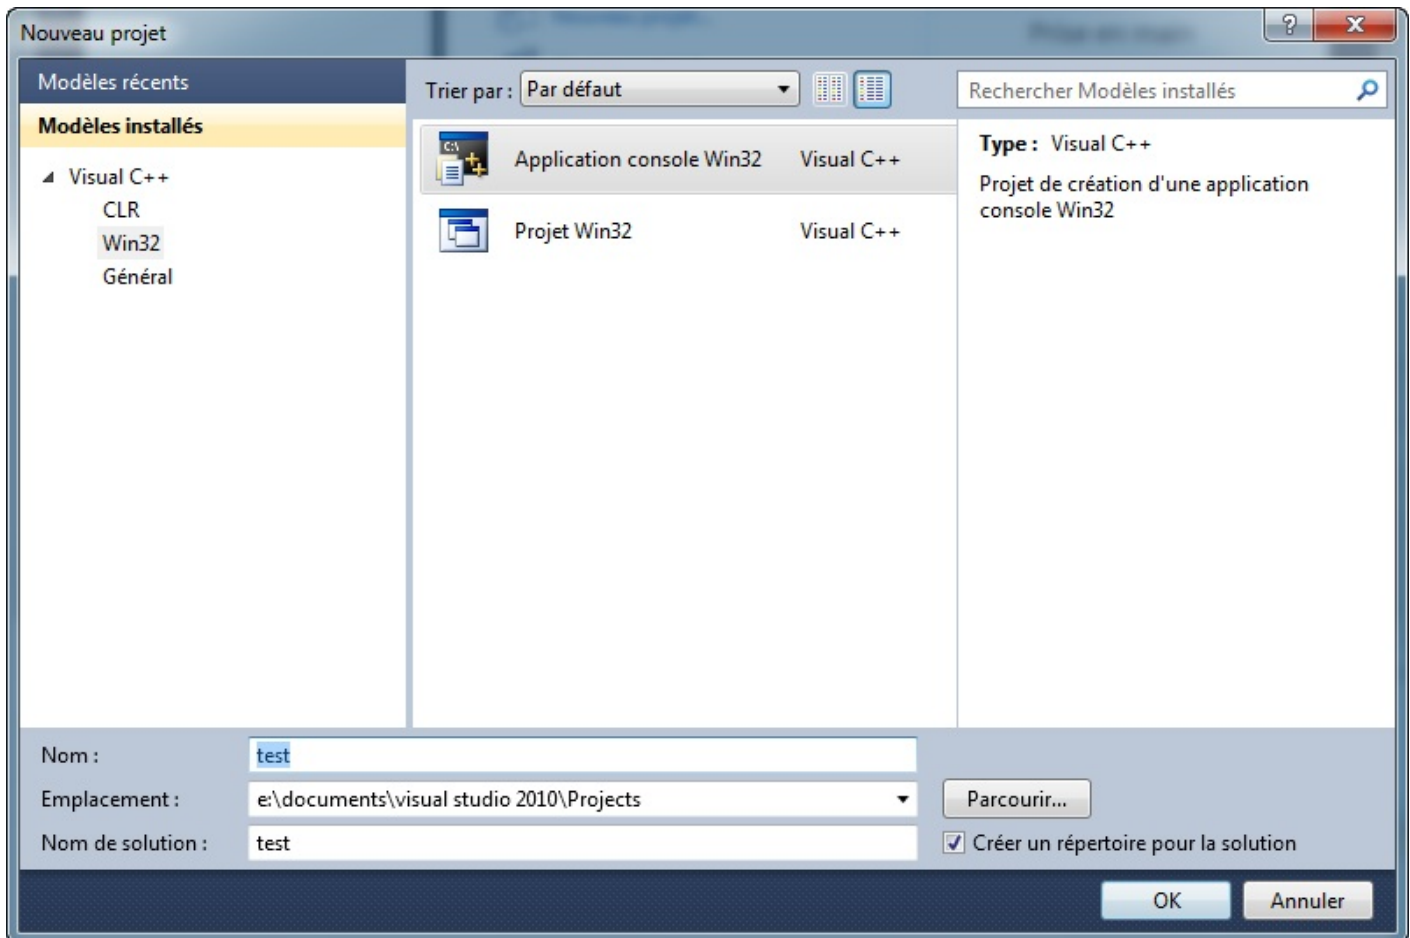 Nouveau projet
Modèles récents
Modèles installés
Visual C++
CLR
Win32
Général
Trier par : Par défaut
Application console Win32 Visual C++
Projet Win32 Visual C++
Rechercher Modèles installés
Type : Visual C++
Projet de création d'une application
console Win32
Nom : test
Emplacement : e:\documents\visual studio 2010\Projects
Parcourir...
Nom de solution : test
Créer un répertoire pour la solution
OK Annuler